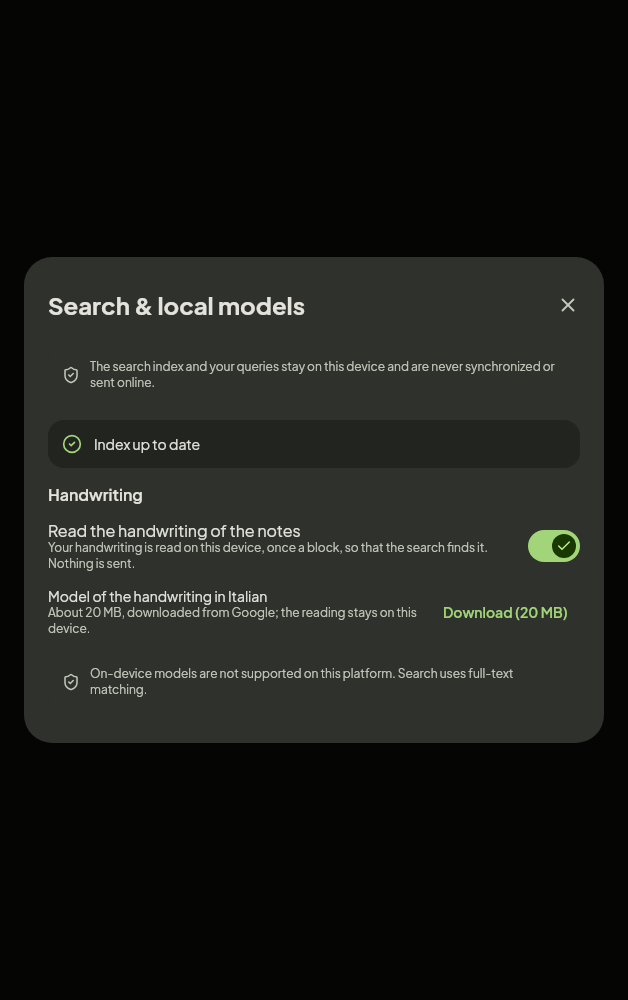 Search & local models
The search index and your queries stay on this device and are never synchronized or
sent online.
Index up to date
Handwriting
Read the handwriting of the notes
Your handwriting is read on this device, once a block, so that the search finds it.
Nothing is sent.
Model of the handwriting in Italian
About 20 MB, downloaded from Google; the reading stays on this
device.
Download (20 MB)
On-device models are not supported on this platform. Search uses full-text
matching.